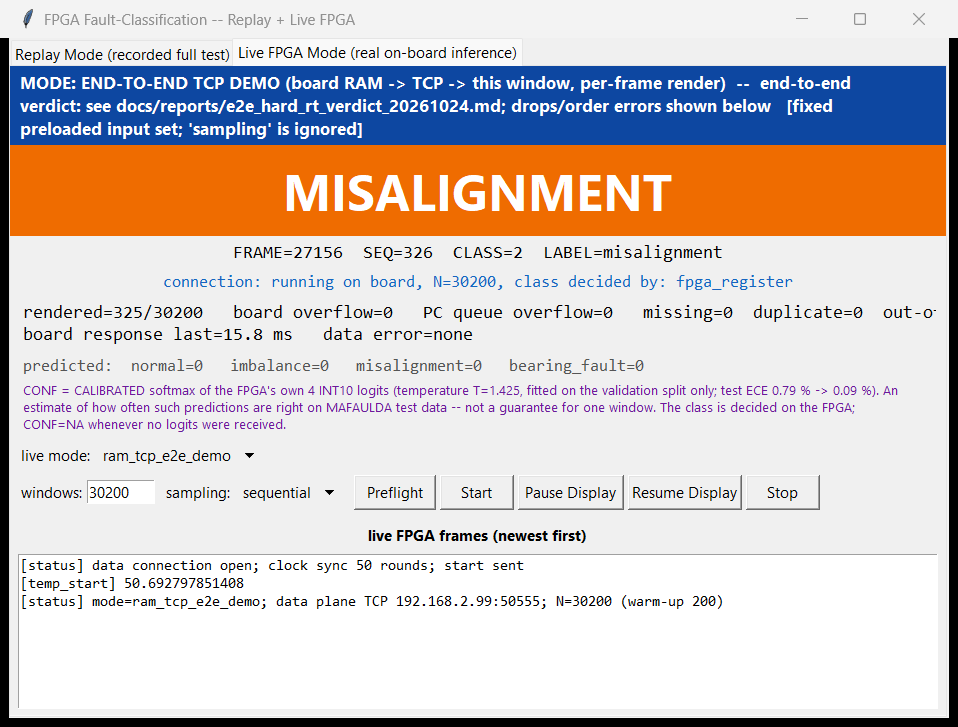 FPGA Fault-Classification -- Replay + Live FPGA
Replay Mode (recorded full test) Live FPGA Mode (real on-board inference)
MODE: END-TO-END TCP DEMO (board RAM -> TCP -> this window, per-frame render) -- end-to-end
verdict: see docs/reports/e2e_hard_rt_verdict_20261024.md; drops/order errors shown below [fixed
preloaded input set; 'sampling' is ignored]
MISALIGNMENT
FRAME=27156 SEQ=326 CLASS=2 LABEL=misalignment
connection: running on board, N=30200, class decided by: fpga_register
rendered=325/30200 board overflow=0 PC queue overflow=0 missing=0 duplicate=0 out-o
board response last=15.8 ms data error=none
predicted: normal=0 imbalance=0 misalignment=0 bearing_fault=0
CONF = CALIBRATED softmax of the FPGA's own 4 INT10 logits (temperature T=1.425, fitted on the validation split only; test ECE 0.79 % -> 0.09 %). An
estimate of how often such predictions are right on MAFAULDA test data -- not a guarantee for one window. The class is decided on the FPGA;
CONF=NA whenever no logits were received.
live mode: ram_tcp_e2e_demo
windows: 30200 sampling: sequential Preflight Start Pause Display Resume Display Stop
live FPGA frames (newest first)
[status] data connection open; clock sync 50 rounds; start sent
[temp_start] 50.692797851408
[status] mode=ram_tcp_e2e_demo; data plane TCP 192.168.2.99:50555; N=30200 (warm-up 200)